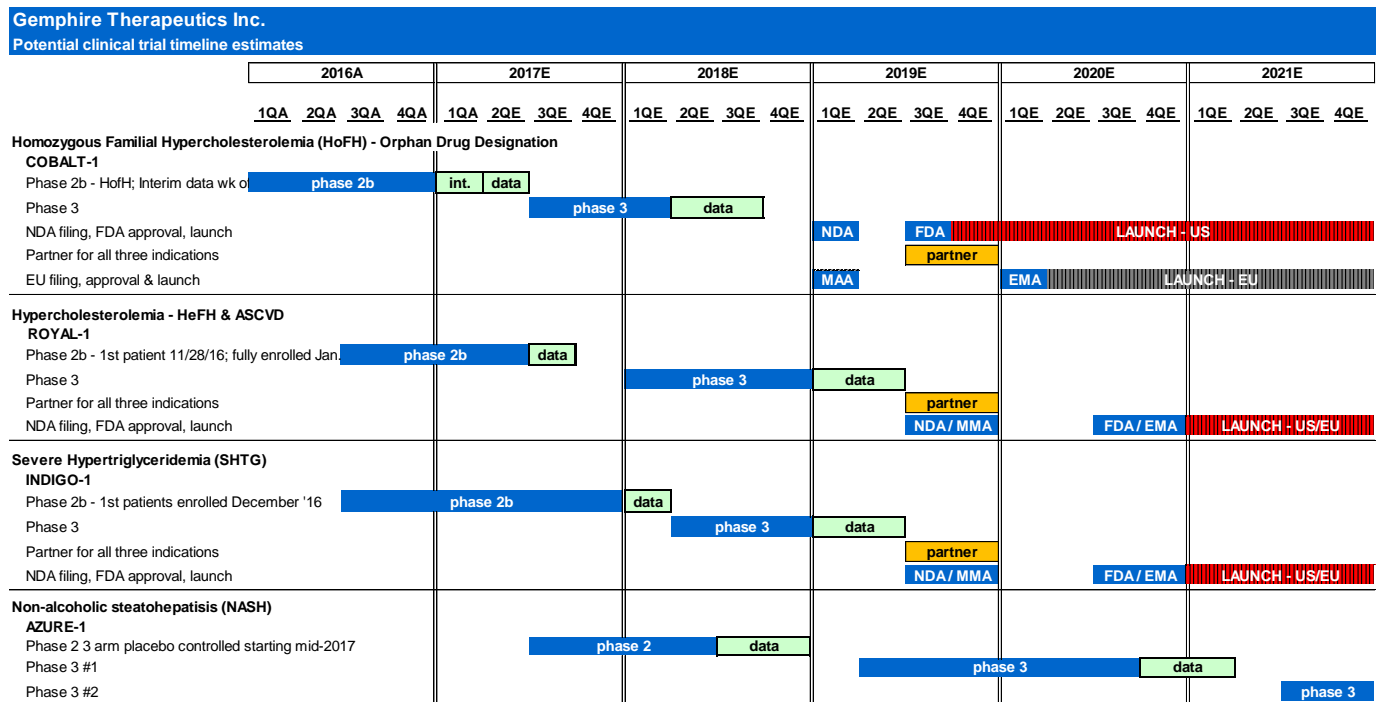 Gemphire Therapeutics Inc.
Potential clinical trial timeline estimates
2016A 2017E 2018E 2019E 2020E 2021E
1QA 2QA 3QA 4QA 1QA 2QE 3QE 4QE 1QE 2QE 3QE 4QE 1QE 2QE 3QE 4QE 1QE 2QE 3QE 4QE 1QE 2QE 3QE 4QE
Homozygous Familial Hypercholesterolemia (HoFH) - Orphan Drug Designation
COBALT-1
Phase 2b - HofH; Interim data wk of phase 2b int. data
Phase 3 phase 3 data
NDA filing, FDA approval, launch NDA FDA LAUNCH - US
Partner for all three indications partner
EU filing, approval & launch MAA EMA LAUNCH - EU
Hypercholesterolemia - HeFH & ASCVD
ROYAL-1
Phase 2b - 1st patient 11/28/16; fully enrolled Jan. phase 2b data
Phase 3 phase 3 data
Partner for all three indications partner
NDA filing, FDA approval, launch NDA / MMA FDA / EMA LAUNCH - US/EU
Severe Hypertriglyceridemia (SHTG)
INDIGO-1
Phase 2b - 1st patients enrolled December '16 phase 2b data
Phase 3 phase 3 data
Partner for all three indications partner
NDA filing, FDA approval, launch NDA / MMA FDA / EMA LAUNCH - US/EU
Non-alcoholic steatohepatisis (NASH)
AZURE-1
Phase 2 3 arm placebo controlled starting mid-2017 phase 2 data
Phase 3 #1 phase 3 data
Phase 3 #2 phase 3